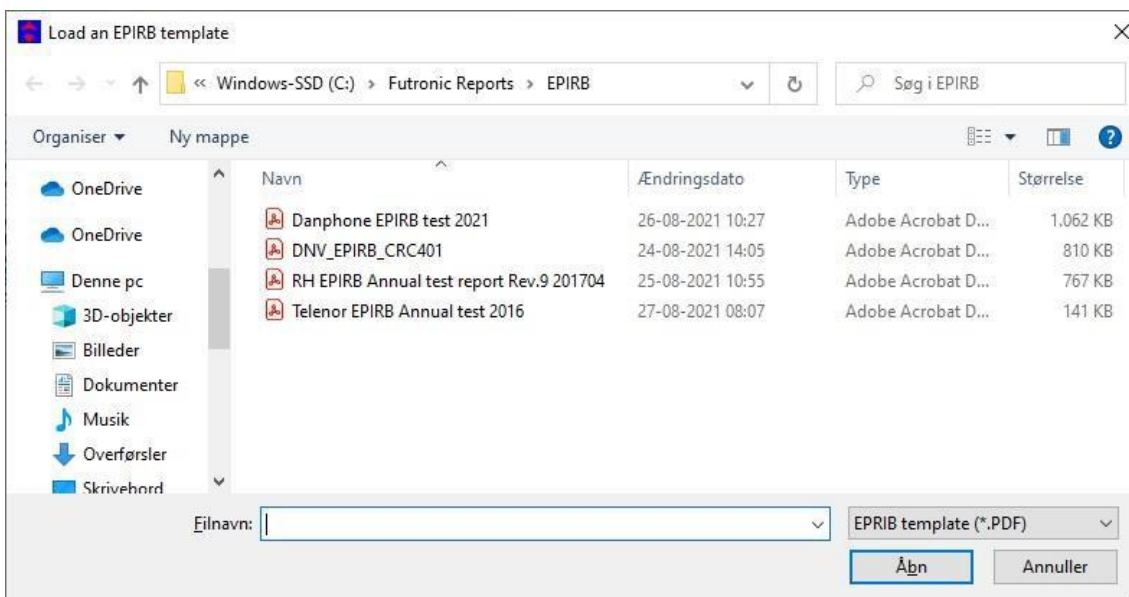 Load an EPIRB template
« Windows-SSD (C:) › Futronic Reports › EPIRB
Søg i EPIRB
Organiser
Ny mappe
Navn Ændringsdato Type Størrelse
OneDrive
OneDrive
Denne pc
3D-objekter
Billeder
Dokumenter
Musik
Overførsler
Skrivebord
Danphone EPIRB test 2021 26-08-2021 10:27 Adobe Acrobat D... 1.062 KB
DNV_EPIRB_CRC401 24-08-2021 14:05 Adobe Acrobat D... 810 KB
RH EPIRB Annual test report Rev.9 201704 25-08-2021 10:55 Adobe Acrobat D... 767 KB
Telenor EPIRB Annual test 2016 27-08-2021 08:07 Adobe Acrobat D... 141 KB
Filnavn:
EPRIB template (*.PDF)
Åbn
Annuller